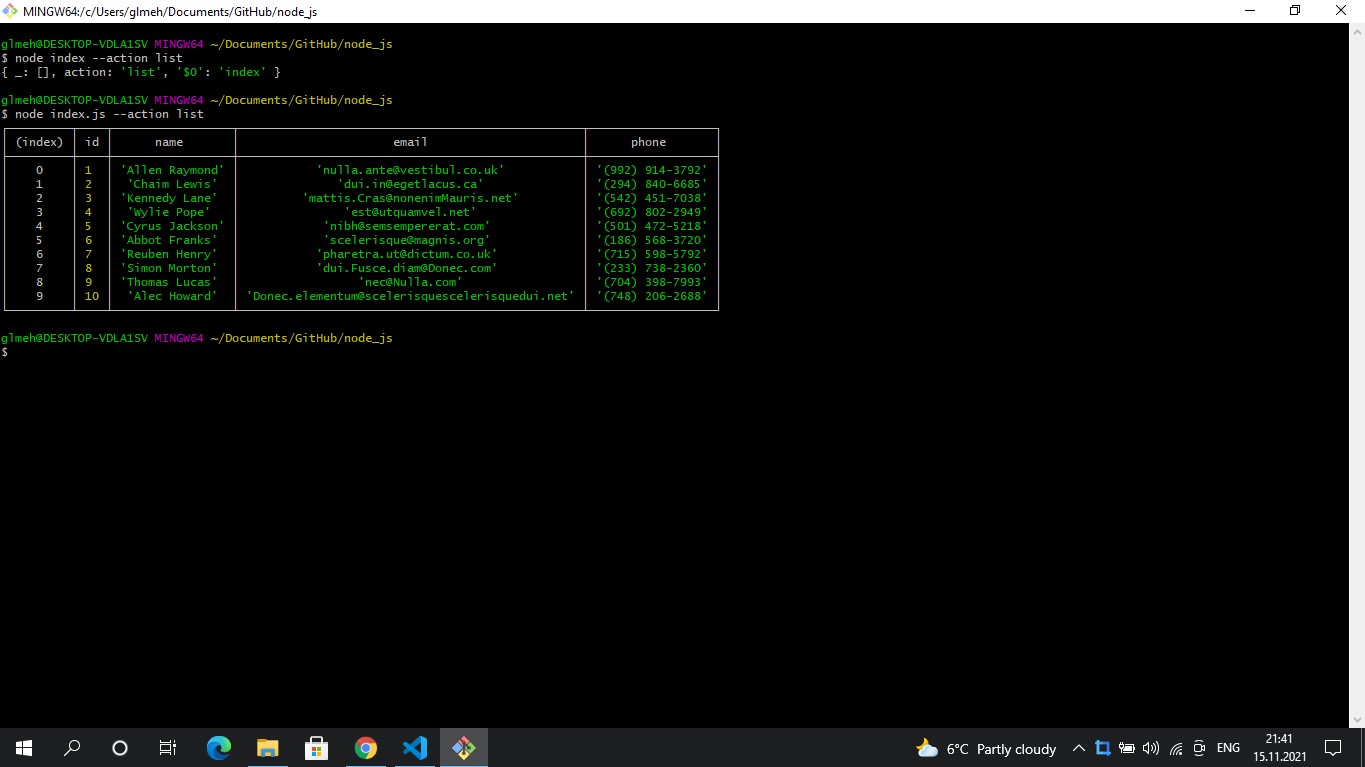 MINGW64:/c/Users/glmeh/Documents/GitHub/node_js
glmeh@DESKTOP-VDLA1SV MINGW64 ~/Documents/GitHub/node_js
$ node index --action list
{ _: [], action: 'list', '$0': 'index' }
glmeh@DESKTOP-VDLA1SV MINGW64 ~/Documents/GitHub/node_js
$ node index.js --action list
(index) id name email phone
0 1 'Allen Raymond' 'nulla.ante@vestibul.co.uk' '(992) 914-3792'
1 2 'Chaim Lewis' 'dui.in@egetlacus.ca' '(294) 840-6685'
2 3 'Kennedy Lane' 'mattis.Cras@nonenimMauris.net' '(542) 451-7038'
3 4 'Wylie Pope' 'est@utquamvel.net' '(692) 802-2949'
4 5 'Cyrus Jackson' 'nibh@semsempererat.com' '(501) 472-5218'
5 6 'Abbot Franks' 'scelerisque@magnis.org' '(186) 568-3720'
6 7 'Reuben Henry' 'pharetra.ut@dictum.co.uk' '(715) 598-5792'
7 8 'Simon Morton' 'dui.Fusce.diam@Donec.com' '(233) 738-2360'
8 9 'Thomas Lucas' 'nec@Nulla.com' '(704) 398-7993'
9 10 'Alec Howard' 'Donec.elementum@scelerisquescelerisquedui.net' '(748) 206-2688'
glmeh@DESKTOP-VDLA1SV MINGW64 ~/Documents/GitHub/node_js
$
6°C Partly cloudy ENG 21:41
15.11.2021